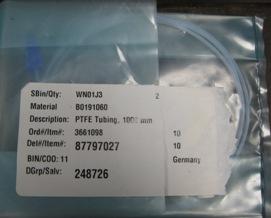 SBin/Qty: WN01J3 2
Material B0191060
Description: PTFE Tubing, 1000 mm
Ord#/Itm#: 3661098 10
Del#/Item#: 87797027 10
BIN/COO: 11 Germany
DGrp/Salv: 248726